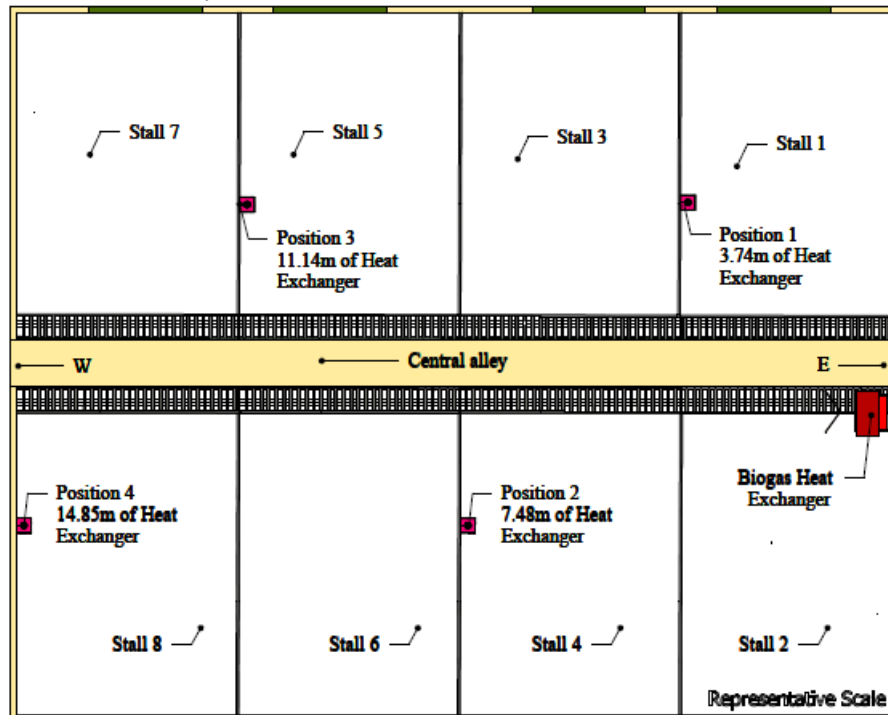 Stall 7
Stall 5
Stall 3
Stall 1
Position 3
11.14m of Heat
Exchanger
Position 1
3.74m of Heat
Exchanger
W
Central alley
E
Biogas Heat
Exchanger
Position 4
14.85m of Heat
Exchanger
Position 2
7.48m of Heat
Exchanger
Stall 8
Stall 6
Stall 4
Stall 2
Representative Scale